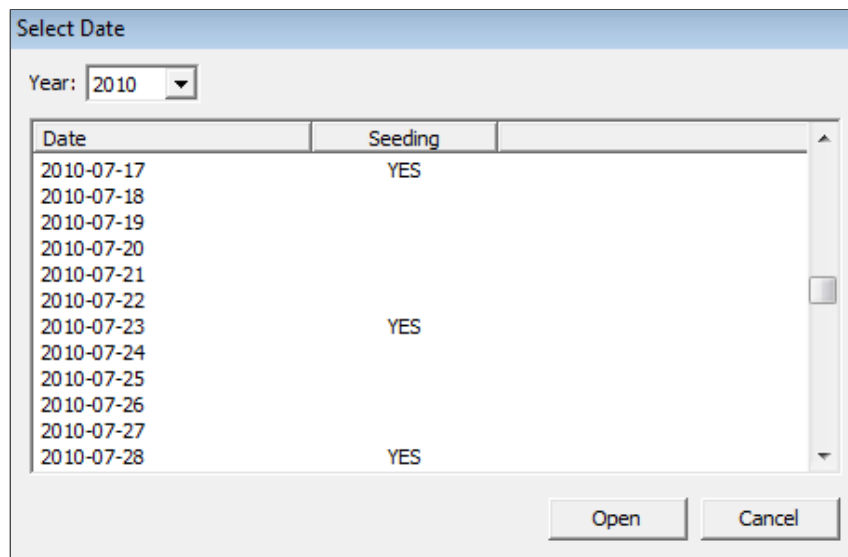 Select Date
Year: 2010
Date Seeding
2010-07-17 YES
2010-07-18
2010-07-19
2010-07-20
2010-07-21
2010-07-22
2010-07-23 YES
2010-07-24
2010-07-25
2010-07-26
2010-07-27
2010-07-28 YES
Open Cancel